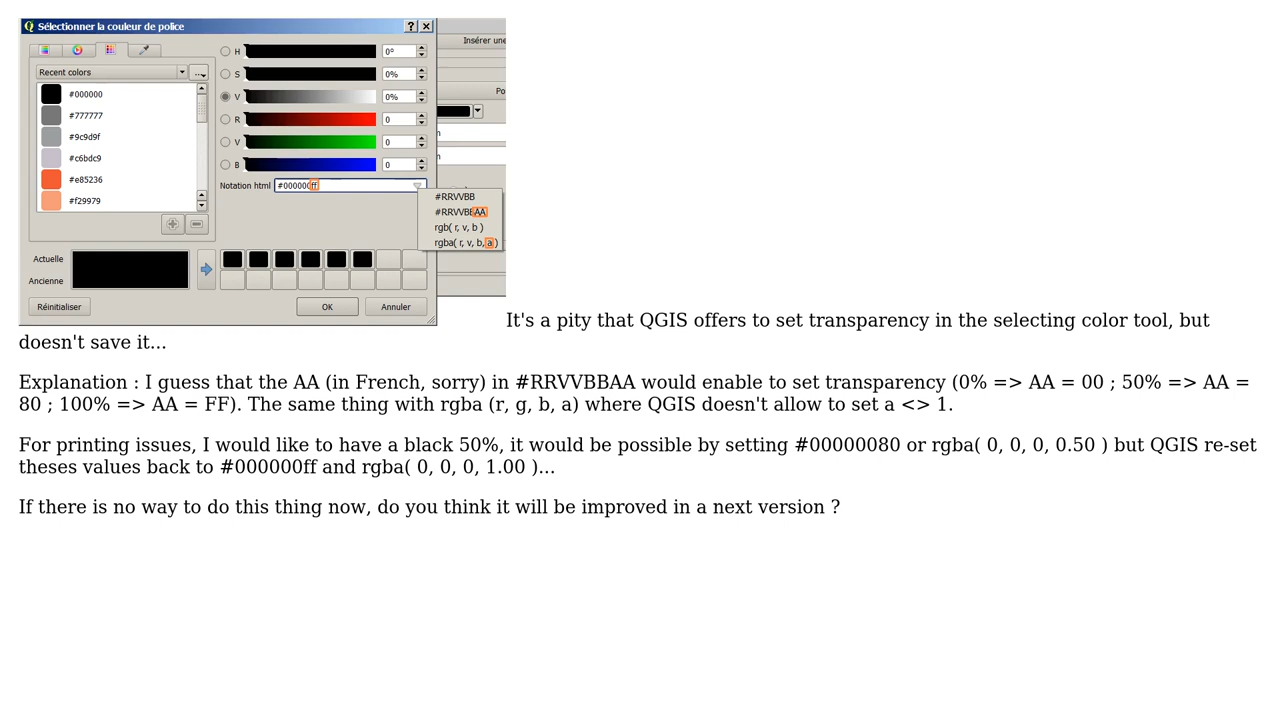 Sélectionner la couleur de police
Insérer une
Recent colors
...
H 0°
#000000
S 0%
Po
#777777
V 0%
#9c9d9f
R 0
#c6bdc9
V 0
#e85236
B 0
#f29979
Notation html #000000ff
#RRVVBB
#RRVVBBAA
rgb( r, v, b )
rgba( r, v, b, a )
Actuelle
Ancienne
Réinitialiser OK Annuler
It's a pity that QGIS offers to set transparency in the selecting color tool, but
doesn't save it...
Explanation : I guess that the AA (in French, sorry) in #RRVVBBAA would enable to set transparency (0% => AA = 00 ; 50% => AA =
80 ; 100% => AA = FF). The same thing with rgba (r, g, b, a) where QGIS doesn't allow to set a <> 1.
For printing issues, I would like to have a black 50%, it would be possible by setting #00000080 or rgba( 0, 0, 0, 0.50 ) but QGIS re-set
theses values back to #000000ff and rgba( 0, 0, 0, 1.00 )...
If there is no way to do this thing now, do you think it will be improved in a next version ?